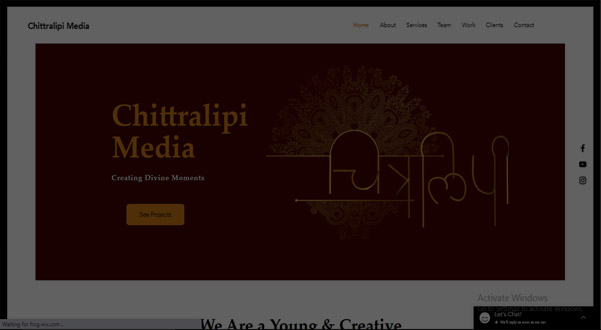 Chittralipi Media
Home About Services Team Work Clients Contact
Chittralipi
Media
Creating Divine Moments
See Projects
चित्रलिपी
We Are a Young & Creative
Activate Windows
Go to Settings to activate Windows.
Let's Chat!
We'll reply as soon as we can
Waiting for frog.wix.com...